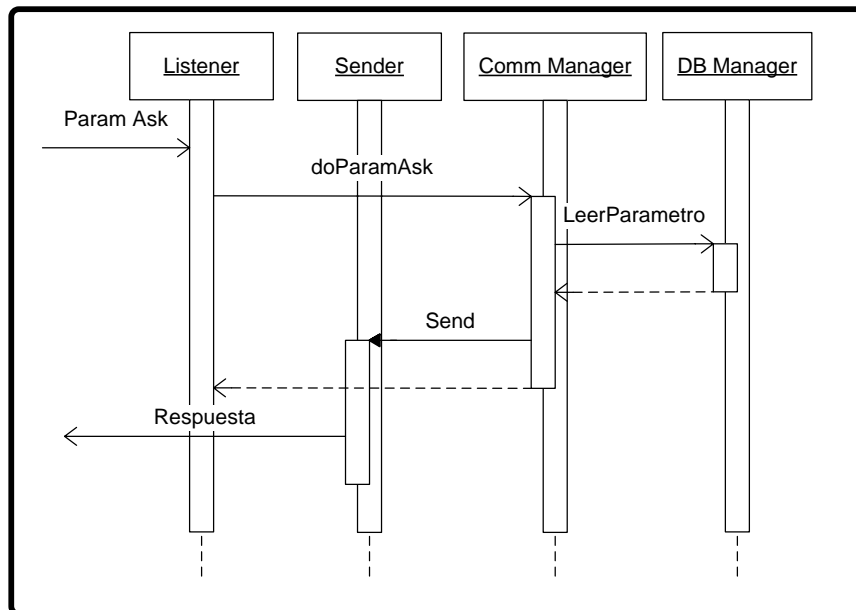 Listener
Sender
Comm Manager
DB Manager
Param Ask
doParamAsk
LeerParametro
Send
Respuesta